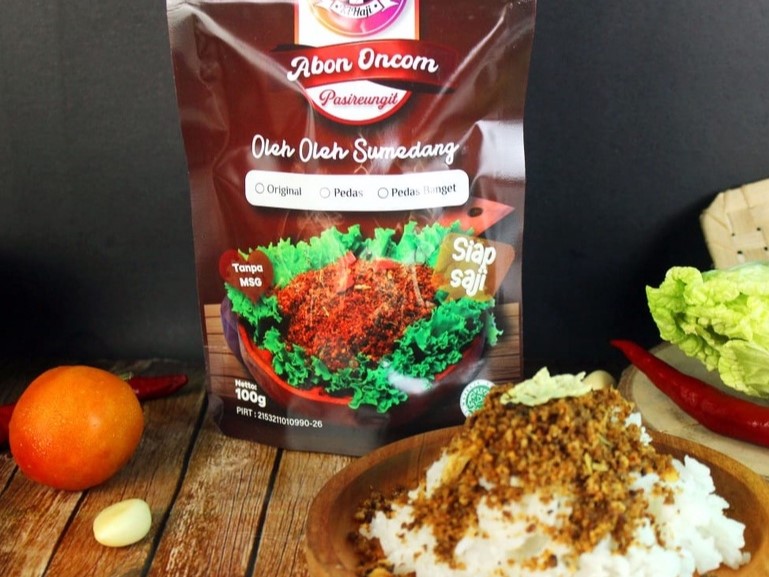 Abon Oncom
Pasireungit
Oleh Oleh Sumedang
Original Pedas Pedas Banget
Siap
saji
Tanpa
MSG
Netto:
100g
PIRT : 2153211010990-26